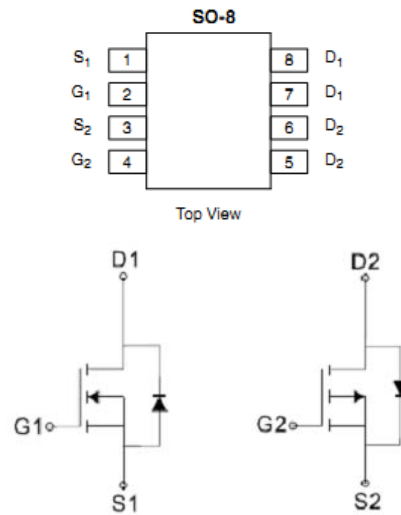 SO-8
S₁ 1 8 D₁
G₁ 2 7 D₁
S₂ 3 6 D₂
G₂ 4 5 D₂
Top View
D1 D2
G1 G2
S1 S2